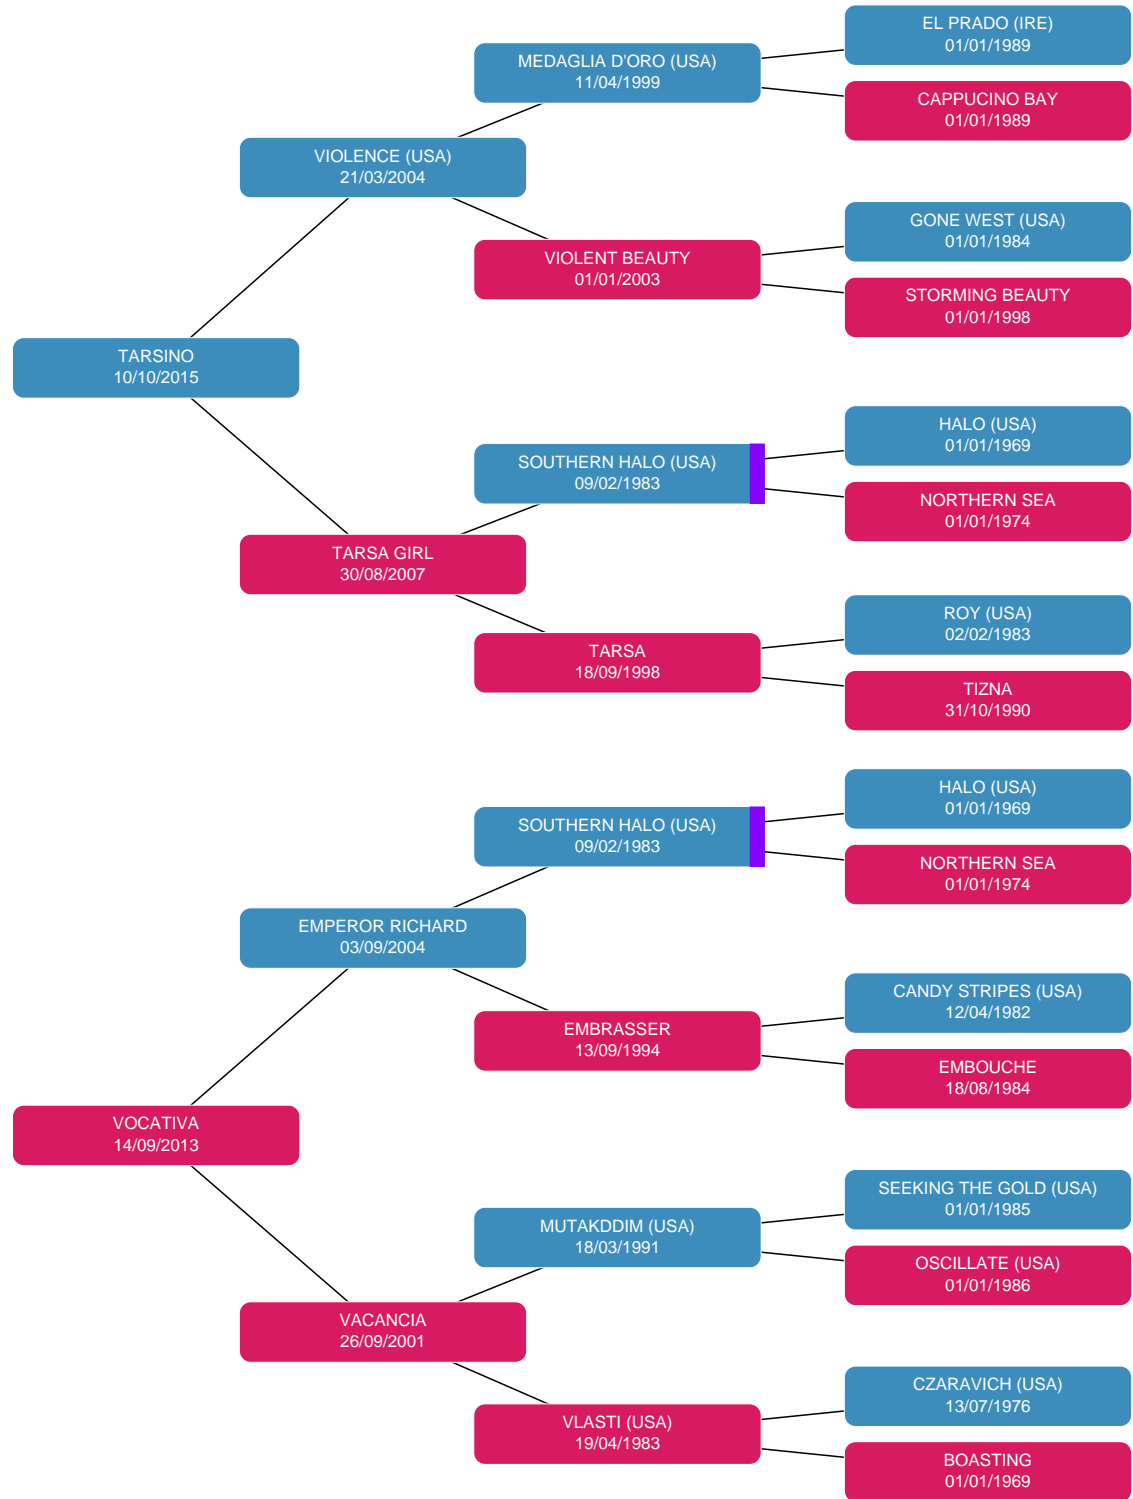 EL PRADO (IRE)
01/01/1989
MEDAGLIA D'ORO (USA)
11/04/1999
CAPPUCINO BAY
01/01/1989
VIOLENCE (USA)
21/03/2004
GONE WEST (USA)
01/01/1984
VIOLENT BEAUTY
01/01/2003
STORMING BEAUTY
01/01/1998
TARSINO
10/10/2015
HALO (USA)
01/01/1969
SOUTHERN HALO (USA)
09/02/1983
NORTHERN SEA
01/01/1974
TARSA GIRL
30/08/2007
ROY (USA)
02/02/1983
TARSA
18/09/1998
TIZNA
31/10/1990
HALO (USA)
01/01/1969
SOUTHERN HALO (USA)
09/02/1983
NORTHERN SEA
01/01/1974
EMPEROR RICHARD
03/09/2004
CANDY STRIPES (USA)
12/04/1982
EMBRASSER
13/09/1994
EMBOUCHE
18/08/1984
VOCATIVA
14/09/2013
SEEKING THE GOLD (USA)
01/01/1985
MUTAKDDIM (USA)
18/03/1991
OSCILLATE (USA)
01/01/1986
VACANCIA
26/09/2001
CZARAVICH (USA)
13/07/1976
VLASTI (USA)
19/04/1983
BOASTING
01/01/1969